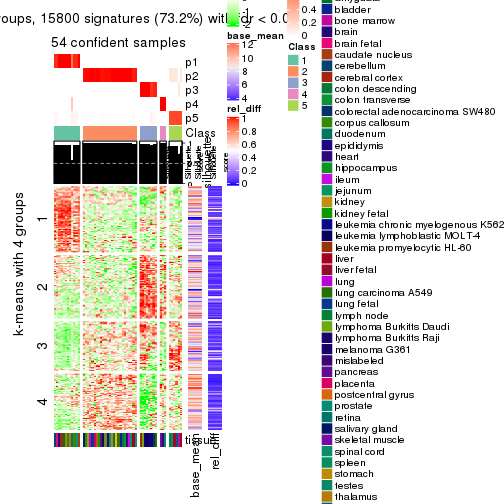 oups, 15800 signatures (73.2%) with fdr < 0.0
54 confident samples
p1
p2
p3
p4
p5
Class
silhouette score
k-means with 4 groups
1
2
3
4
tissue
base_mean
rel_diff
-2
base_mean
12
10
8
6
4
rel_diff
1
0.8
0.6
0.4
0.2
0
0.4
0.2
0
Class
1
2
3
4
5
bladder
bone marrow
brain
brain fetal
caudate nucleus
cerebellum
cerebral cortex
colon descending
colon transverse
colorectal adenocarcinoma SW480
corpus callosum
duodenum
epididymis
heart
hippocampus
ileum
jejunum
kidney
kidney fetal
leukemia chronic myelogenous K562
leukemia lymphoblastic MOLT-4
leukemia promyelocytic HL-60
liver
liver fetal
lung
lung carcinoma A549
lung fetal
lymph node
lymphoma Burkitts Daudi
lymphoma Burkitts Raji
melanoma G361
mislabeled
pancreas
placenta
postcentral gyrus
prostate
retina
salivary gland
skeletal muscle
spinal cord
spleen
stomach
testes
thalamus